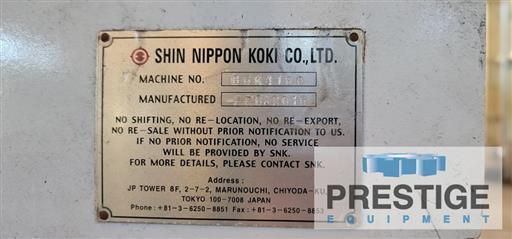 SHIN NIPPON KOKI CO.,LTD.
MACHINE NO.
MANUFACTURED
NO SHIFTING, NO RE-LOCATION, NO RE-EXPORT,
NO RE-SALE WITHOUT PRIOR NOTIFICATION TO US.
IF NO PRIOR NOTIFICATION, NO SERVICE
WILL BE PROVIDED BY SNK.
FOR MORE DETAILS, PLEASE CONTACT SNK.
Address:
JP TOWER 8F, 2-7-2, MARUNOUCHI, CHIYODA-KU,
TOKYO 100-7008 JAPAN
Phone:+81-3-6250-8851 Fax:+81-3-6250-8853
PRESTIGE
EQUIPMENT